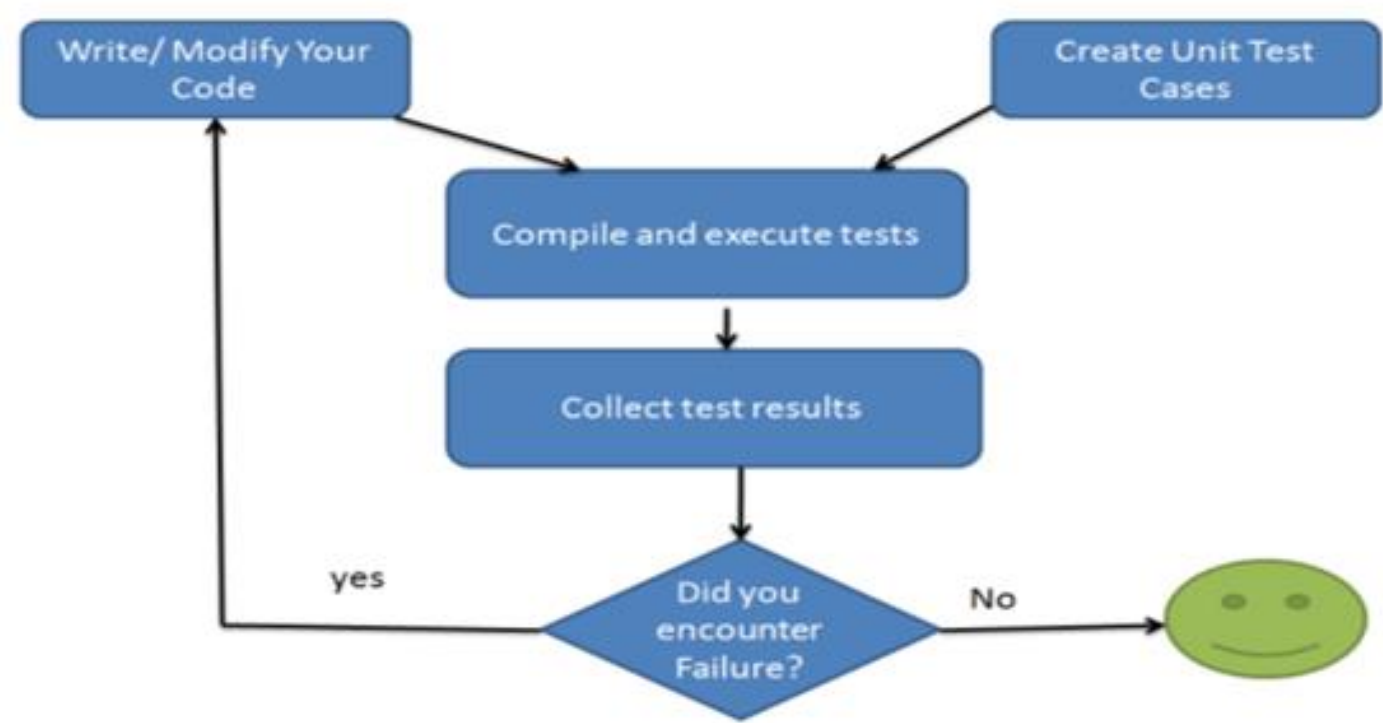 Write/ Modify Your
Code
Create Unit Test
Cases
Compile and execute tests
Collect test results
yes
Did you
encounter
Failure?
No